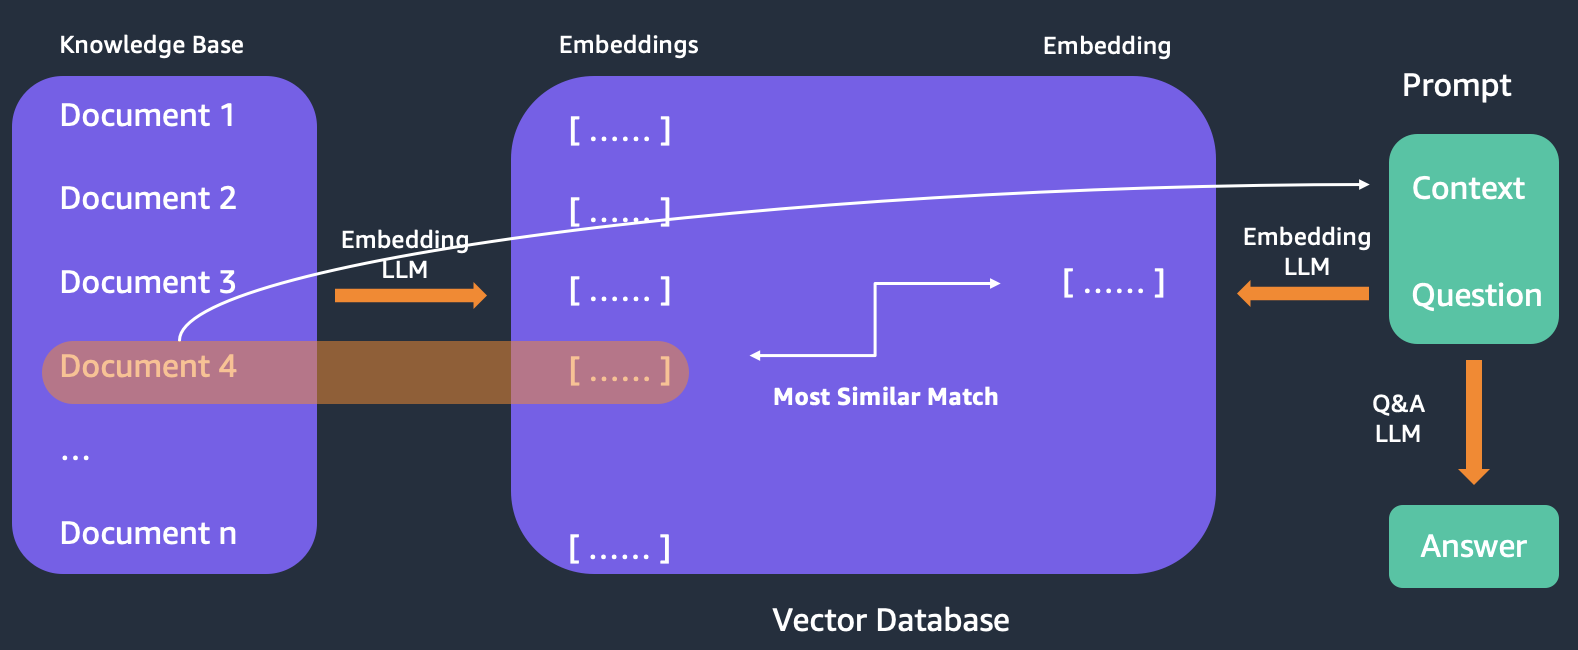 Knowledge Base
Document 1
Document 2
Document 3
Document 4
...
Document n
Embedding
LLM
Embeddings
[ ...... ]
[ ...... ]
[ ...... ]
[ ...... ]
[ ...... ]
Most Similar Match
Embedding
[ ...... ]
Vector Database
Embedding
LLM
Prompt
Context
Question
Q&A
LLM
Answer